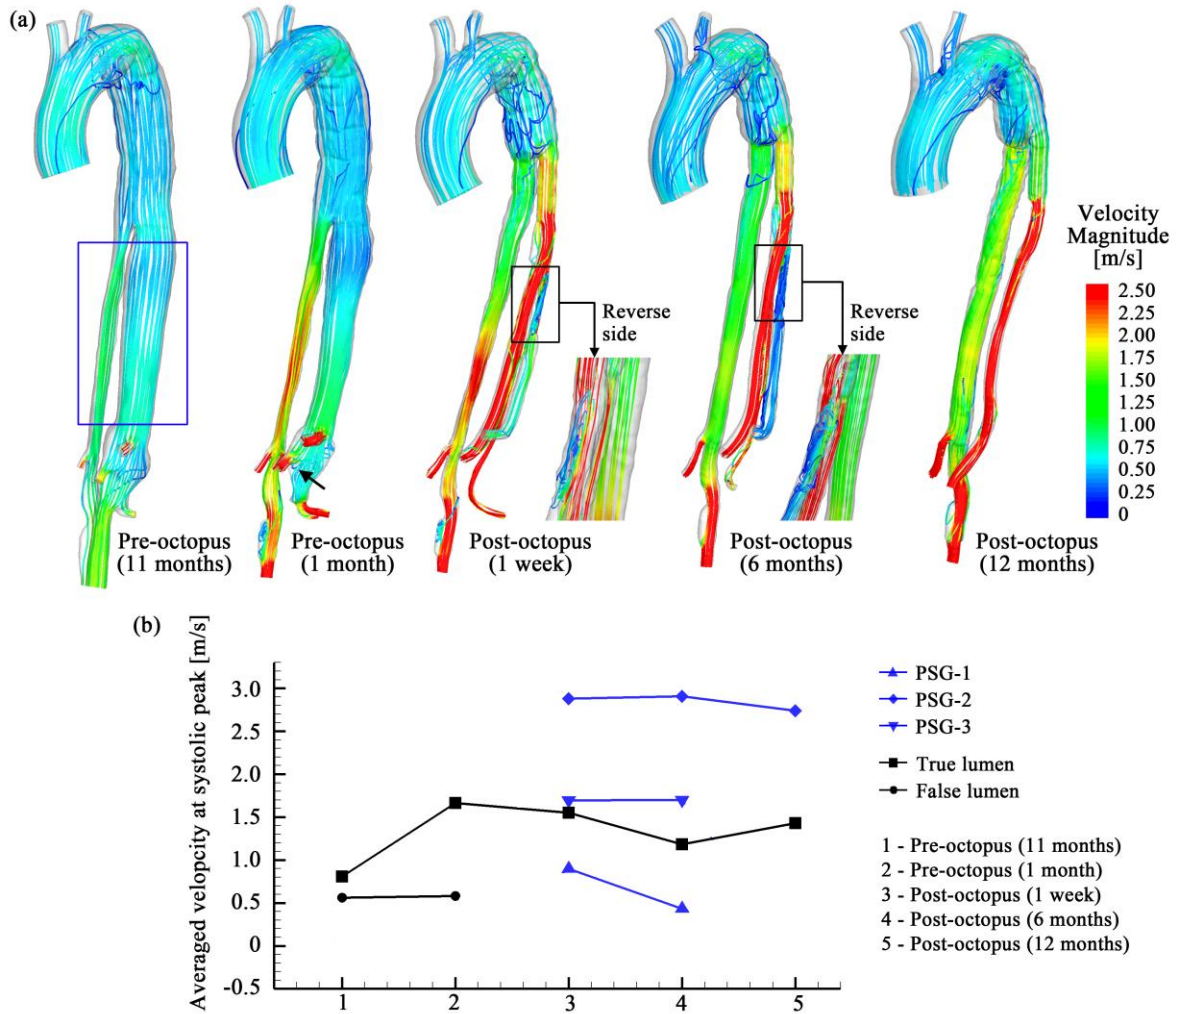 (a)
Velocity
Magnitude
[m/s]
2.50
2.25
2.00
1.75
1.50
1.25
1.00
0.75
0.50
0.25
0
Reverse
side
Reverse
side
Pre-octopus
(11 months)
Pre-octopus
(1 month)
Post-octopus
(1 week)
Post-octopus
(6 months)
Post-octopus
(12 months)
(b)
Averaged velopcity at systolic peak [m/s]
3.0
2.5
2.0
1.5
1.0
0.5
0
-0.5
1 2 3 4 5
PSG-1
PSG-2
PSG-3
True lumen
False lumen
1 - Pre-octopus (11 months)
2 - Pre-octopus (1 month)
3 - Post-octopus (1 week)
4 - Post-octopus (6 months)
5 - Post-octopus (12 months)